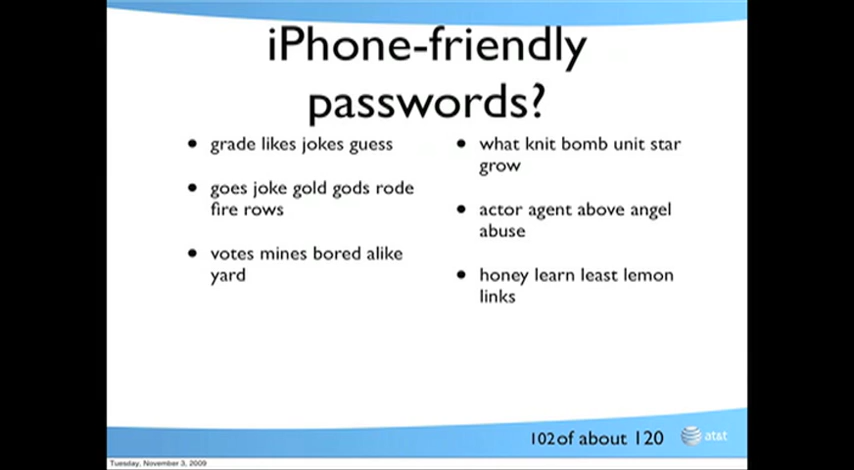 iPhone-friendly
passwords?
• grade likes jokes guess
• goes joke gold gods rode
fire rows
• votes mines bored alike
yard
• what knit bomb unit star
grow
• actor agent above angel
abuse
• honey learn least lemon
links
102 of about 120
at&t
Tuesday, November 3, 2009